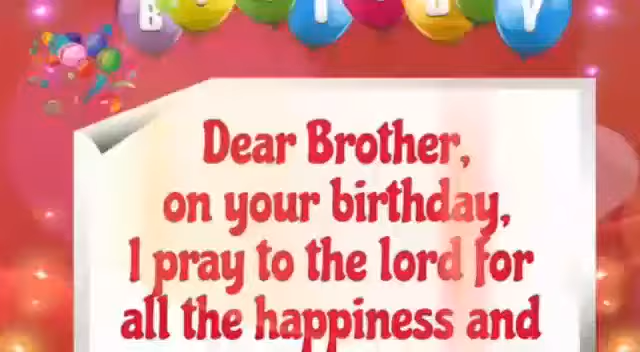 Dear Brother,
on your birthday,
I pray to the lord for
all the happiness and